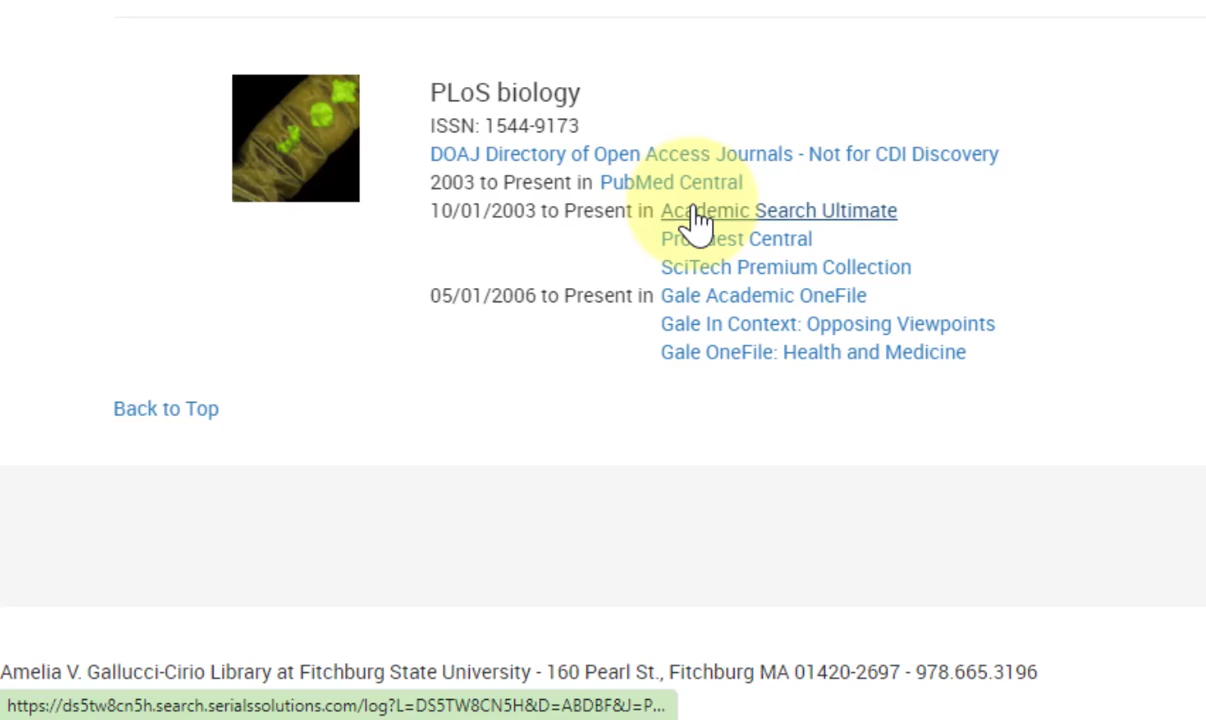 PLoS biology
ISSN: 1544-9173
DOAJ Directory of Open Access Journals - Not for CDI Discovery
2003 to Present in PubMed Central
10/01/2003 to Present in Academic Search Ultimate
ProQuest Central
SciTech Premium Collection
05/01/2006 to Present in Gale Academic OneFile
Gale In Context: Opposing Viewpoints
Gale OneFile: Health and Medicine
Back to Top
Amelia V. Gallucci-Cirio Library at Fitchburg State University - 160 Pearl St., Fitchburg MA 01420-2697 - 978.665.3196
https://ds5tw8cn5h.search.serialssolutions.com/log?L=DS5TW8CN5H&D=ABDBF&J=P...